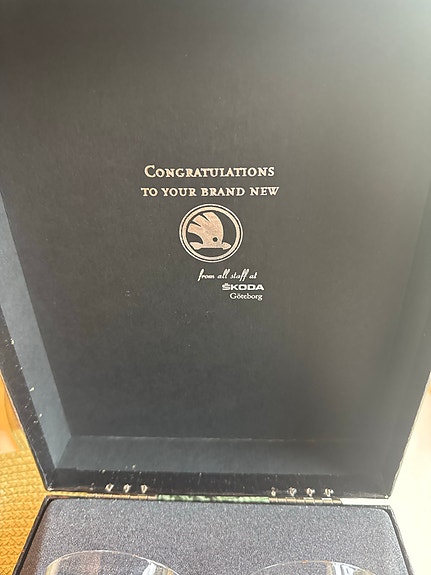 CONGRATULATIONS
TO YOUR BRAND NEW
from all staff at
ŠKODA
Göteborg